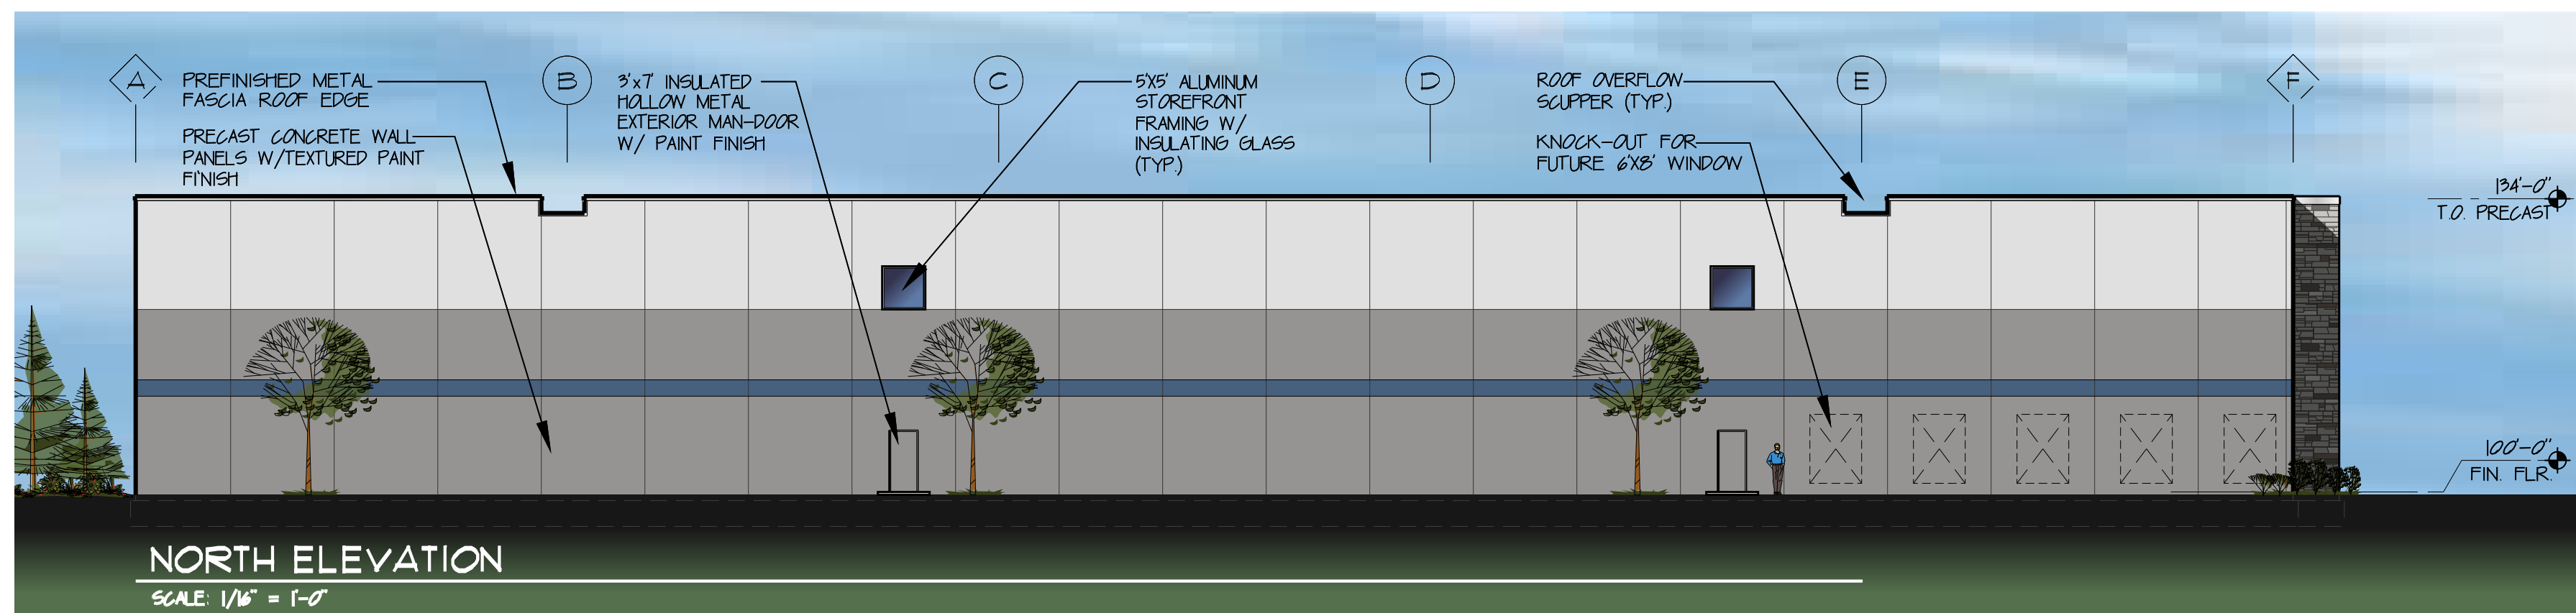 A
PREFINISHED METAL
FASCIA ROOF EDGE
PRECAST CONCRETE WALL
PANELS W/TEXTURED PAINT
FINISH
B
3'x7' INSULATED
HOLLOW METAL
EXTERIOR MAN-DOOR
W/ PAINT FINISH
C
5'X5' ALUMINUM
STOREFRONT
FRAMING W/
INSULATING GLASS
(TYP.)
D
ROOF OVERFLOW
SCUPPER (TYP.)
KNOCK-OUT FOR
FUTURE 6'X8' WINDOW
E
F
134'-0"
T.O. PRECAST
100'-0"
FIN. FLR.
NORTH ELEVATION
SCALE: 1/16" = 1'-0"